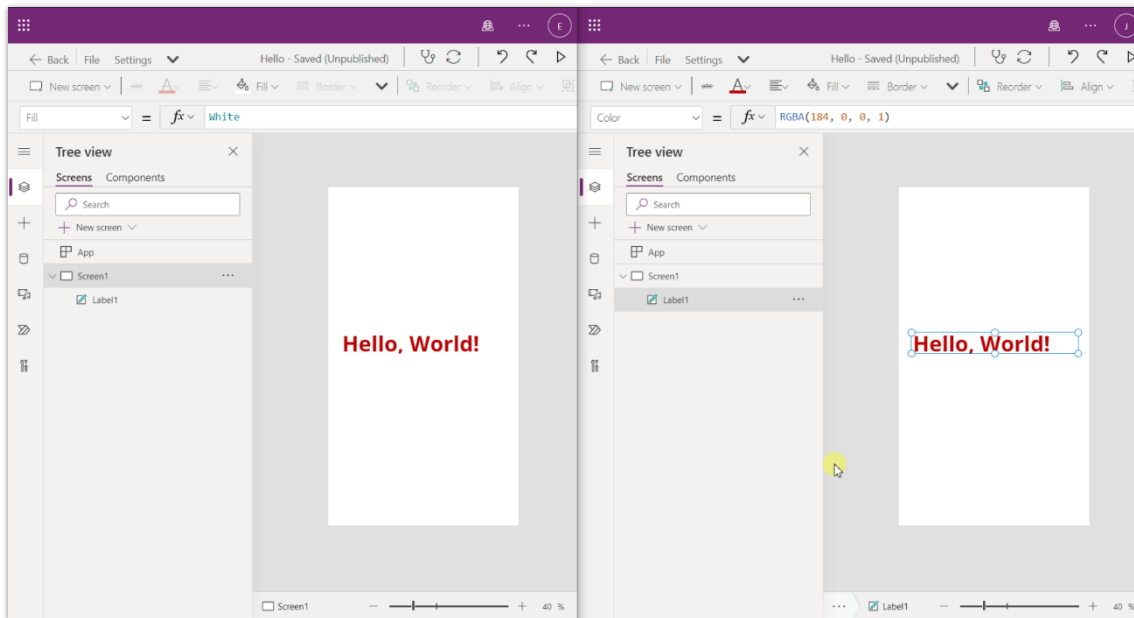 E
Back File Settings Hello - Saved (Unpublished)
New screen abc A Fill Border Reorder Align
Fill = fx White
Tree view
Screens Components
Search
New screen
App
Screen1
Label1
Hello, World!
Screen1 40 %
J
Back File Settings Hello - Saved (Unpublished)
New screen abc A Fill Border Reorder Align
Color = fx RGBA(184, 0, 0, 1)
Tree view
Screens Components
Search
New screen
App
Screen1
Label1
Hello, World!
Label1 40 %